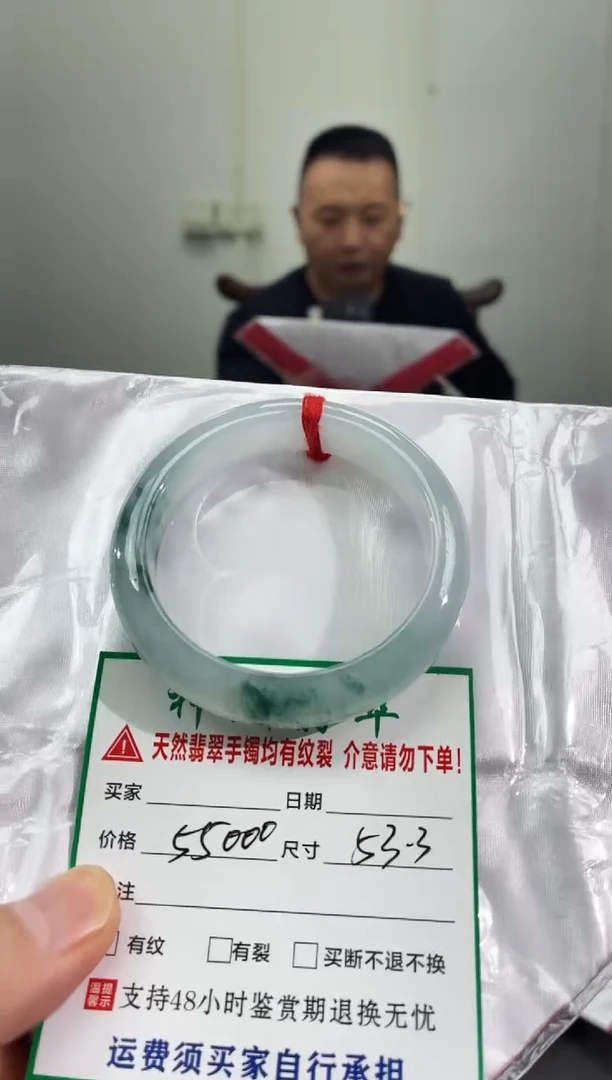 天然翡翠手镯均有纹裂 介意请勿下单！
买家 日期
价格 55000 尺寸 53.3
注
有纹 有裂 买断不退不换
温馨提示 支持48小时鉴赏期退换无忧
运费须买家自行承担